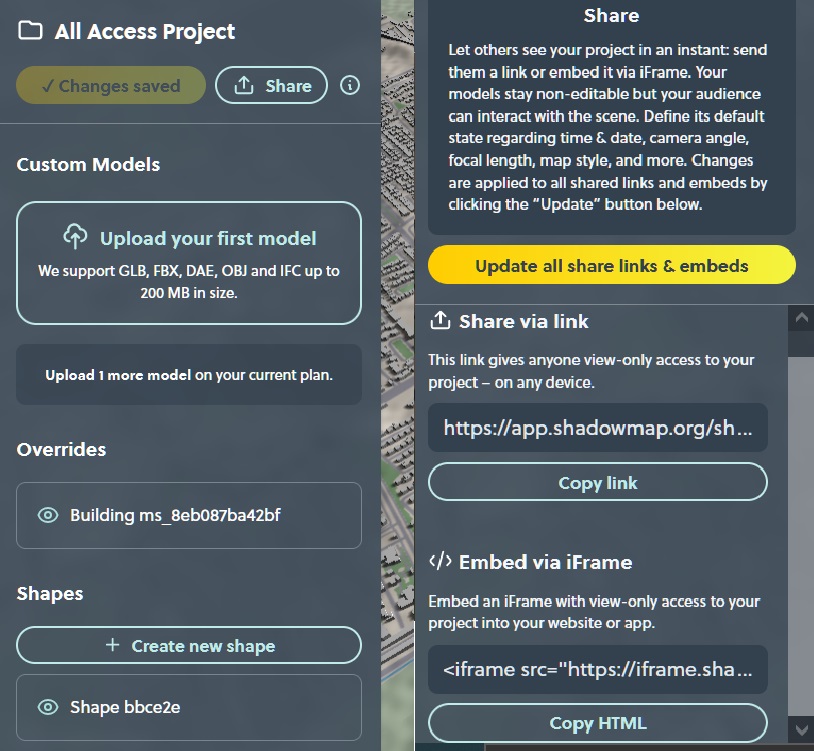 All Access Project
✓ Changes saved
Share
Custom Models
Upload your first model
We support GLB, FBX, DAE, OBJ and IFC up to
200 MB in size.
Upload 1 more model on your current plan.
Overrides
Building ms_8eb087ba42bf
Shapes
+ Create new shape
Shape bbce2e
Share
Let others see your project in an instant: send
them a link or embed it via iFrame. Your
models stay non-editable but your audience
can interact with the scene. Define its default
state regarding time & date, camera angle,
focal length, map style, and more. Changes
are applied to all shared links and embeds by
clicking the “Update” button below.
Update all share links & embeds
Share via link
This link gives anyone view-only access to your
project – on any device.
https://app.shadowmap.org/sh...
Copy link
</> Embed via iFrame
Embed an iFrame with view-only access to your
project into your website or app.
<iframe src="https://iframe.sha...
Copy HTML